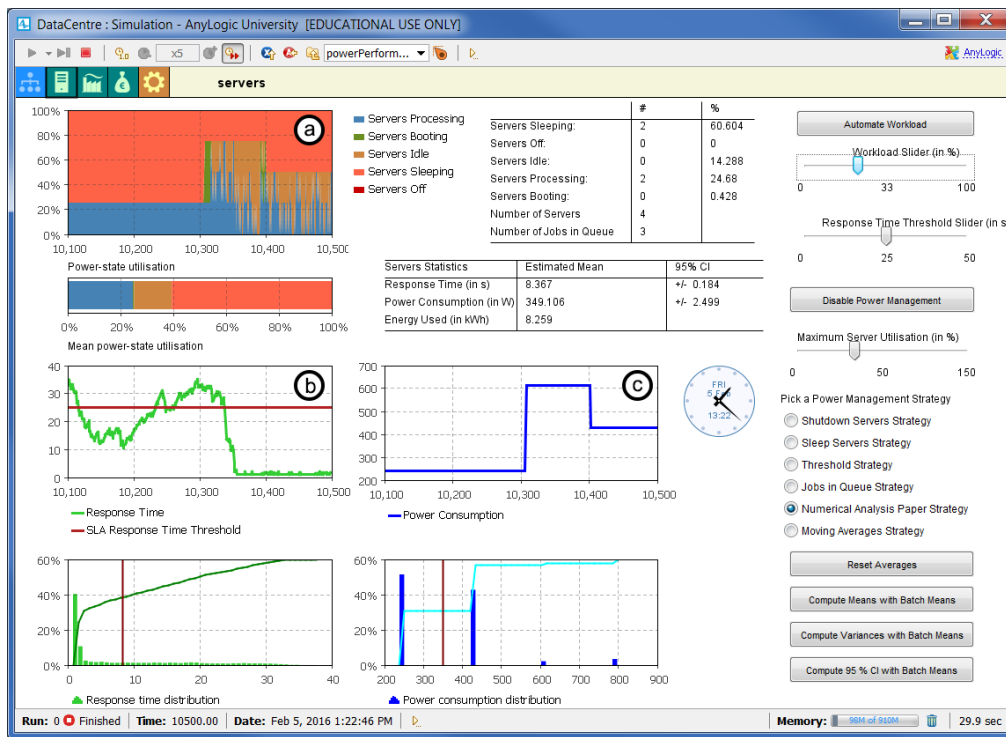 DataCentre : Simulation - AnyLogic University [EDUCATIONAL USE ONLY]
x5 powerPerform... AnyLogic
servers
100%
80%
60%
40%
20%
0%
10,100 10,200 10,300 10,400 10,500
a
Servers Processing
Servers Booting
Servers Idle
Servers Sleeping
Servers Off
Power-state utilisation
0% 20% 40% 60% 80% 100%
Mean power-state utilisation
# %
Servers Sleeping: 2 60.604
Servers Off: 0 0
Servers Idle: 0 14.288
Servers Processing: 2 24.68
Servers Booting: 0 0.428
Number of Servers 4
Number of Jobs in Queue 3
Servers Statistics Estimated Mean 95% CI
Response Time (in s) 8.367 +/- 0.184
Power Consumption (in W) 349.106 +/- 2.499
Energy Used (in kWh) 8.259
40
30
20
10
0
10,100 10,200 10,300 10,400 10,500
b
Response Time
SLA Response Time Threshold
700
600
500
400
300
200
10,100 10,200 10,300 10,400 10,500
c
Power Consumption
FRI
13:22
60%
40%
20%
0%
0 10 20 30 40
Response time distribution
60%
40%
20%
0%
200 300 400 500 600 700 800 900
Power consumption distribution
Automate Workload
Workload Slider (in %)
0 33 100
Response Time Threshold Slider (in s
0 25 50
Disable Power Management
Maximum Server Utilisation (in %)
0 50 150
Pick a Power Management Strategy
Shutdown Servers Strategy
Sleep Servers Strategy
Threshold Strategy
Jobs in Queue Strategy
Numerical Analysis Paper Strategy
Moving Averages Strategy
Reset Averages
Compute Means with Batch Means
Compute Variances with Batch Means
Compute 95 % CI with Batch Means
Run: 0 Finished Time: 10500.00 Date: Feb 5, 2016 1:22:46 PM Memory: 98M of 910M 29.9 sec